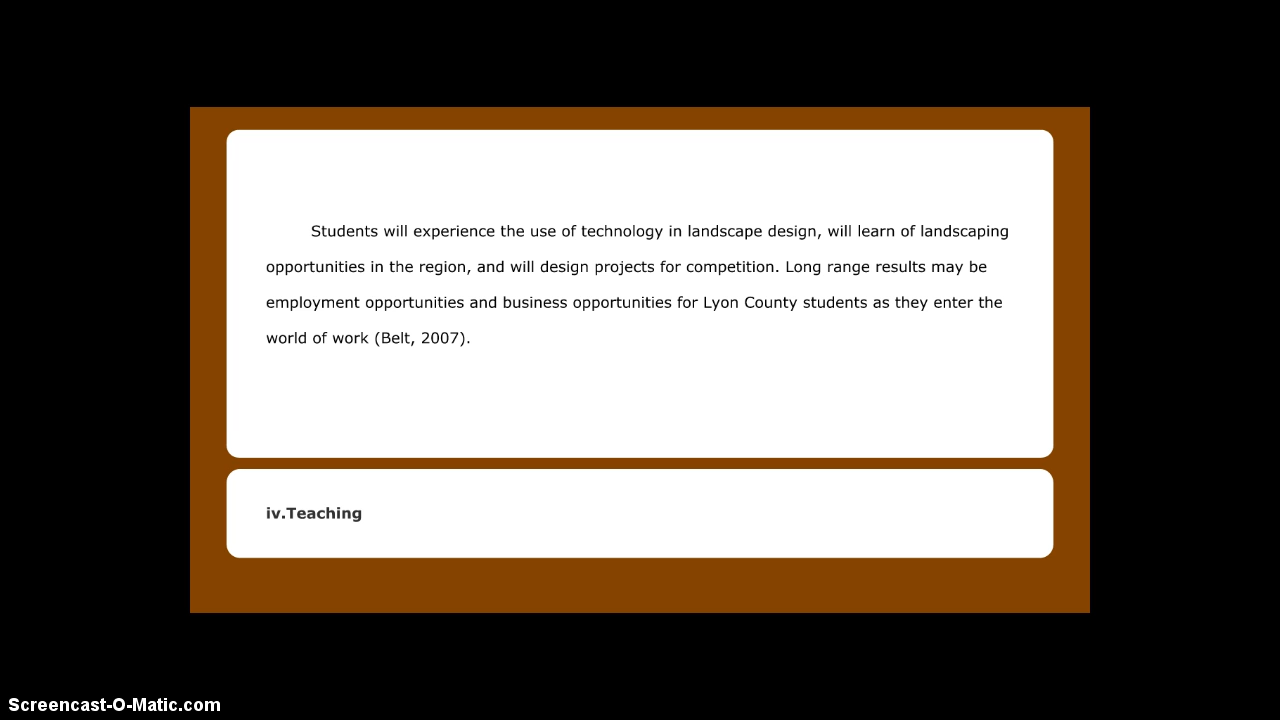 Students will experience the use of technology in landscape design, will learn of landscaping
opportunities in the region, and will design projects for competition. Long range results may be
employment opportunities and business opportunities for Lyon County students as they enter the
world of work (Belt, 2007).
iv.Teaching
Screencast-O-Matic.com